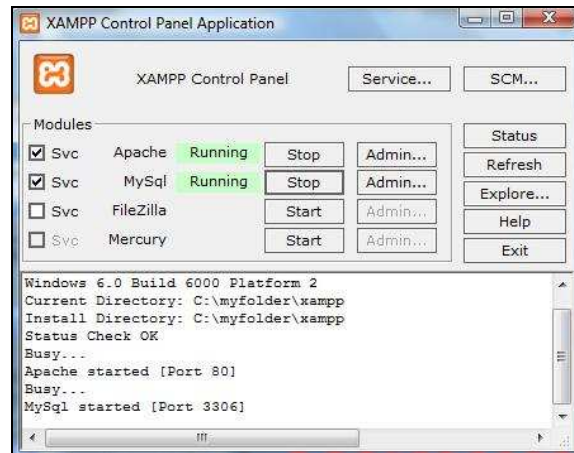 XAMPP Control Panel Application
XAMPP Control Panel Service... SCM...
Modules
Svc Apache Running Stop Admin...
Svc MySql Running Stop Admin...
Svc FileZilla Start Admin...
Svc Mercury Start Admin...
Status
Refresh
Explore...
Help
Exit
Windows 6.0 Build 6000 Platform 2
Current Directory: C:\myfolder\xampp
Install Directory: C:\myfolder\xampp
Status Check OK
Busy...
Apache started [Port 80]
Busy...
MySql started [Port 3306]